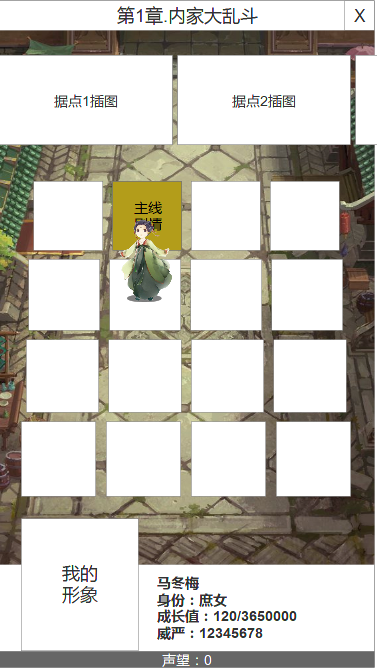 第1章.内家大乱斗
X
据点1插图
据点2插图
主线
剧情
我的
形象
马冬梅
身份：庶女
成长值：120/3650000
威严：12345678
声望：0